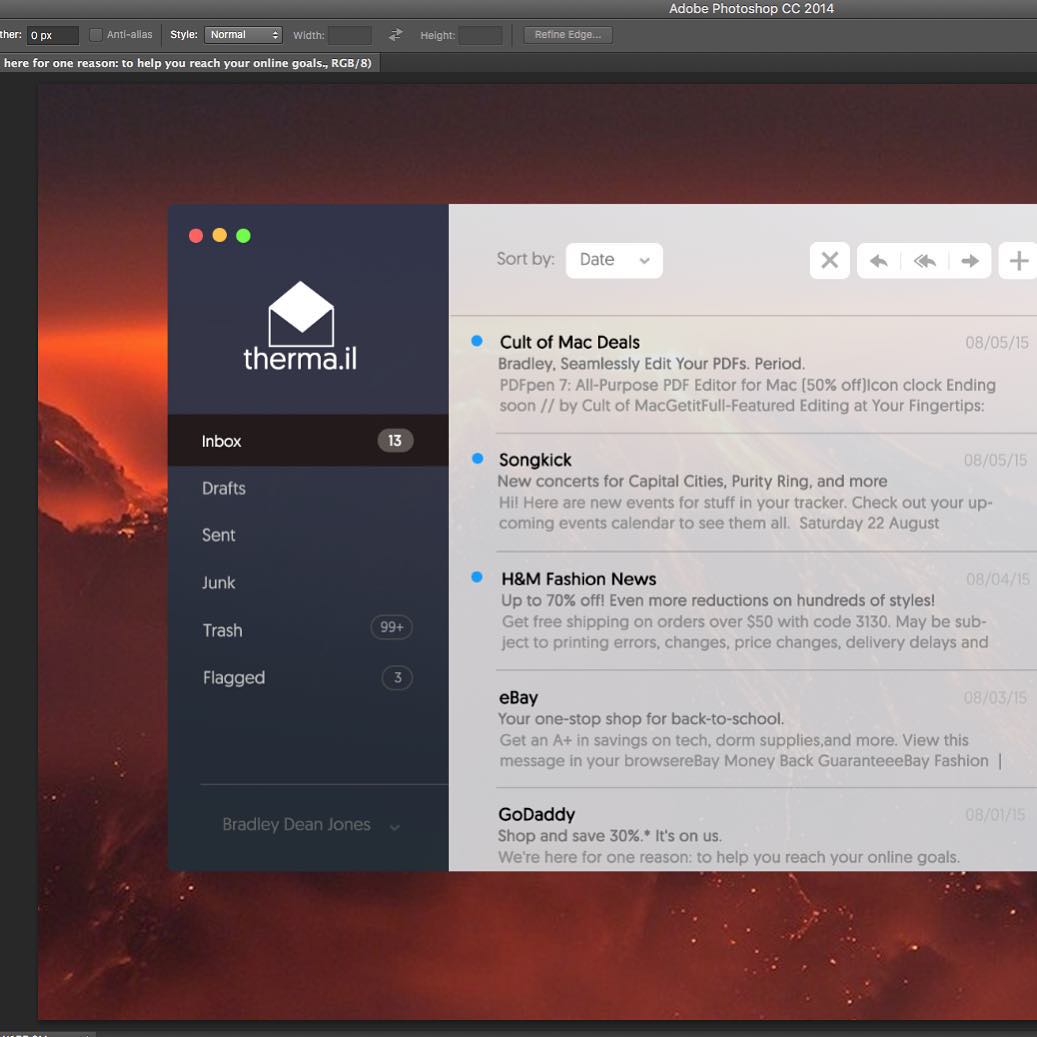 Adobe Photoshop CC 2014
ther: 0 px Anti-alias Style: Normal Width: Height: Refine Edge...
here for one reason: to help you reach your online goals., RGB/8)
Sort by: Date
therma.il
Inbox 13
Drafts
Sent
Junk
Trash 99+
Flagged 3
Bradley Dean Jones
Cult of Mac Deals 08/05/15
Bradley, Seamlessly Edit Your PDFs. Period.
PDFpen 7: All-Purpose PDF Editor for Mac (50% off)Icon clock Ending
soon // by Cult of MacGetitFull-Featured Editing at Your Fingertips:
Songkick 08/05/15
New concerts for Capital Cities, Purity Ring, and more
Hi! Here are new events for stuff in your tracker. Check out your up-
coming events calendar to see them all. Saturday 22 August
H&M Fashion News 08/04/15
Up to 70% off! Even more reductions on hundreds of styles!
Get free shipping on orders over $50 with code 3130. May be sub-
ject to printing errors, changes, price changes, delivery delays and
eBay 08/03/15
Your one-stop shop for back-to-school.
Get an A+ in savings on tech, dorm supplies,and more. View this
message in your browsereBay Money Back GuaranteeeBay Fashion |
GoDaddy 08/01/15
Shop and save 30%.* It's on us.
We're here for one reason: to help you reach your online goals.